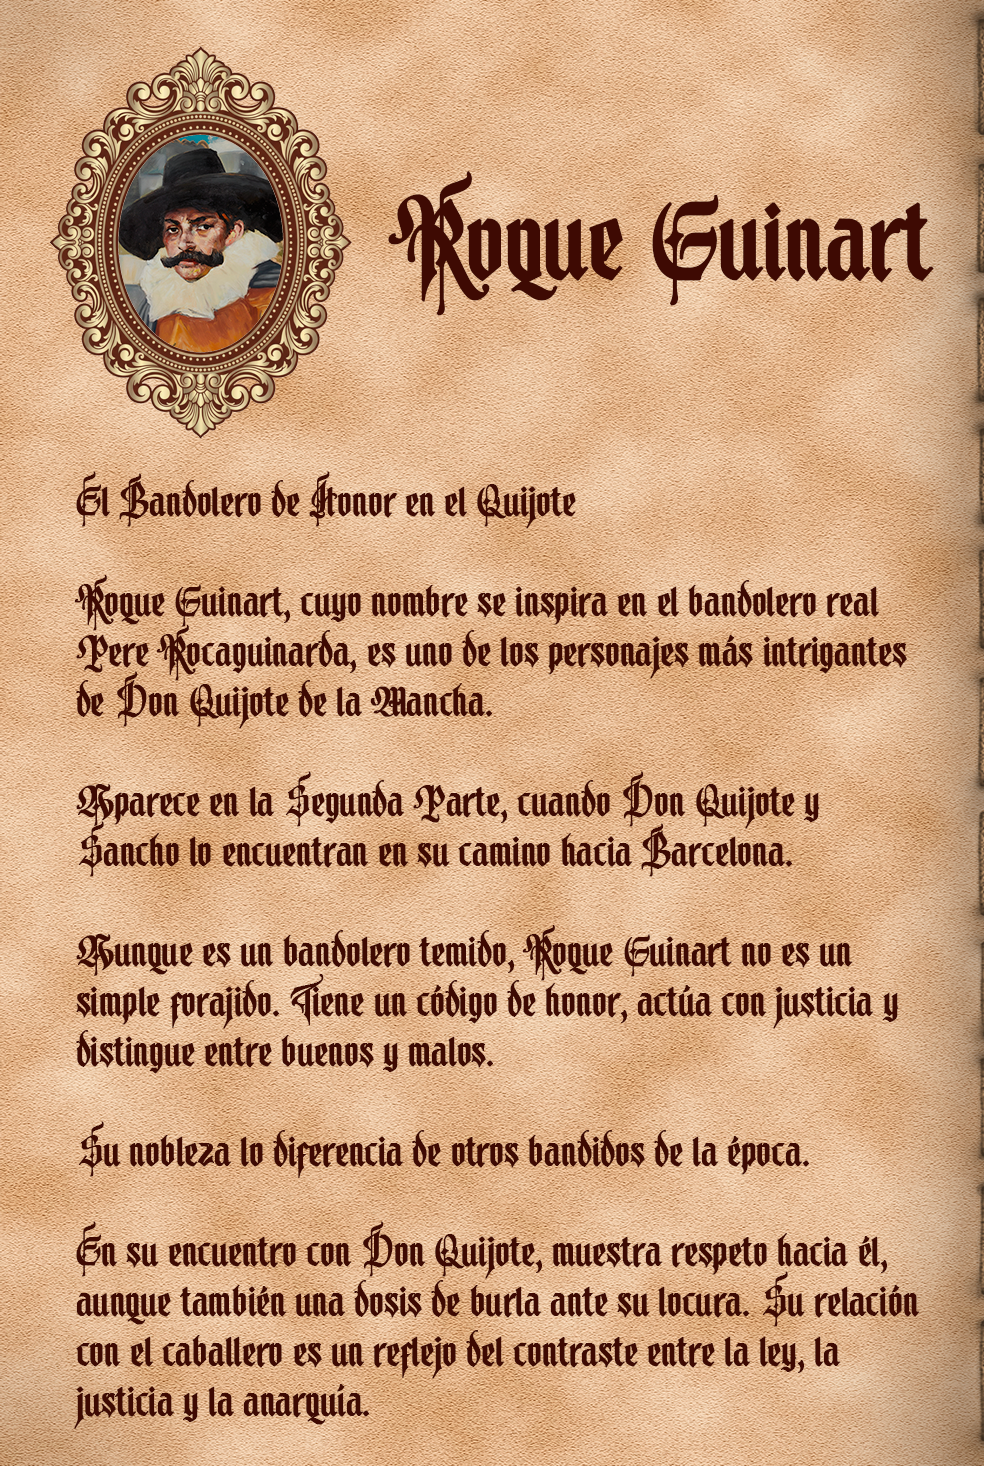 Roque Guinart
El Bandolero de Honor en el Quijote
Roque Guinart, cuyo nombre se inspira en el bandolero real
Pere Rocaguinarda, es uno de los personajes más intrigantes
de Don Quijote de la Mancha.
Aparece en la Segunda Parte, cuando Don Quijote y
Sancho lo encuentran en su camino hacia Barcelona.
Aunque es un bandolero temido, Roque Guinart no es un
simple forajido. Tiene un código de honor, actúa con justicia y
distingue entre buenos y malos.
Su nobleza lo diferencia de otros bandidos de la época.
En su encuentro con Don Quijote, muestra respeto hacia él,
aunque también una dosis de burla ante su locura. Su relación
con el caballero es un reflejo del contraste entre la ley, la
justicia y la anarquía.